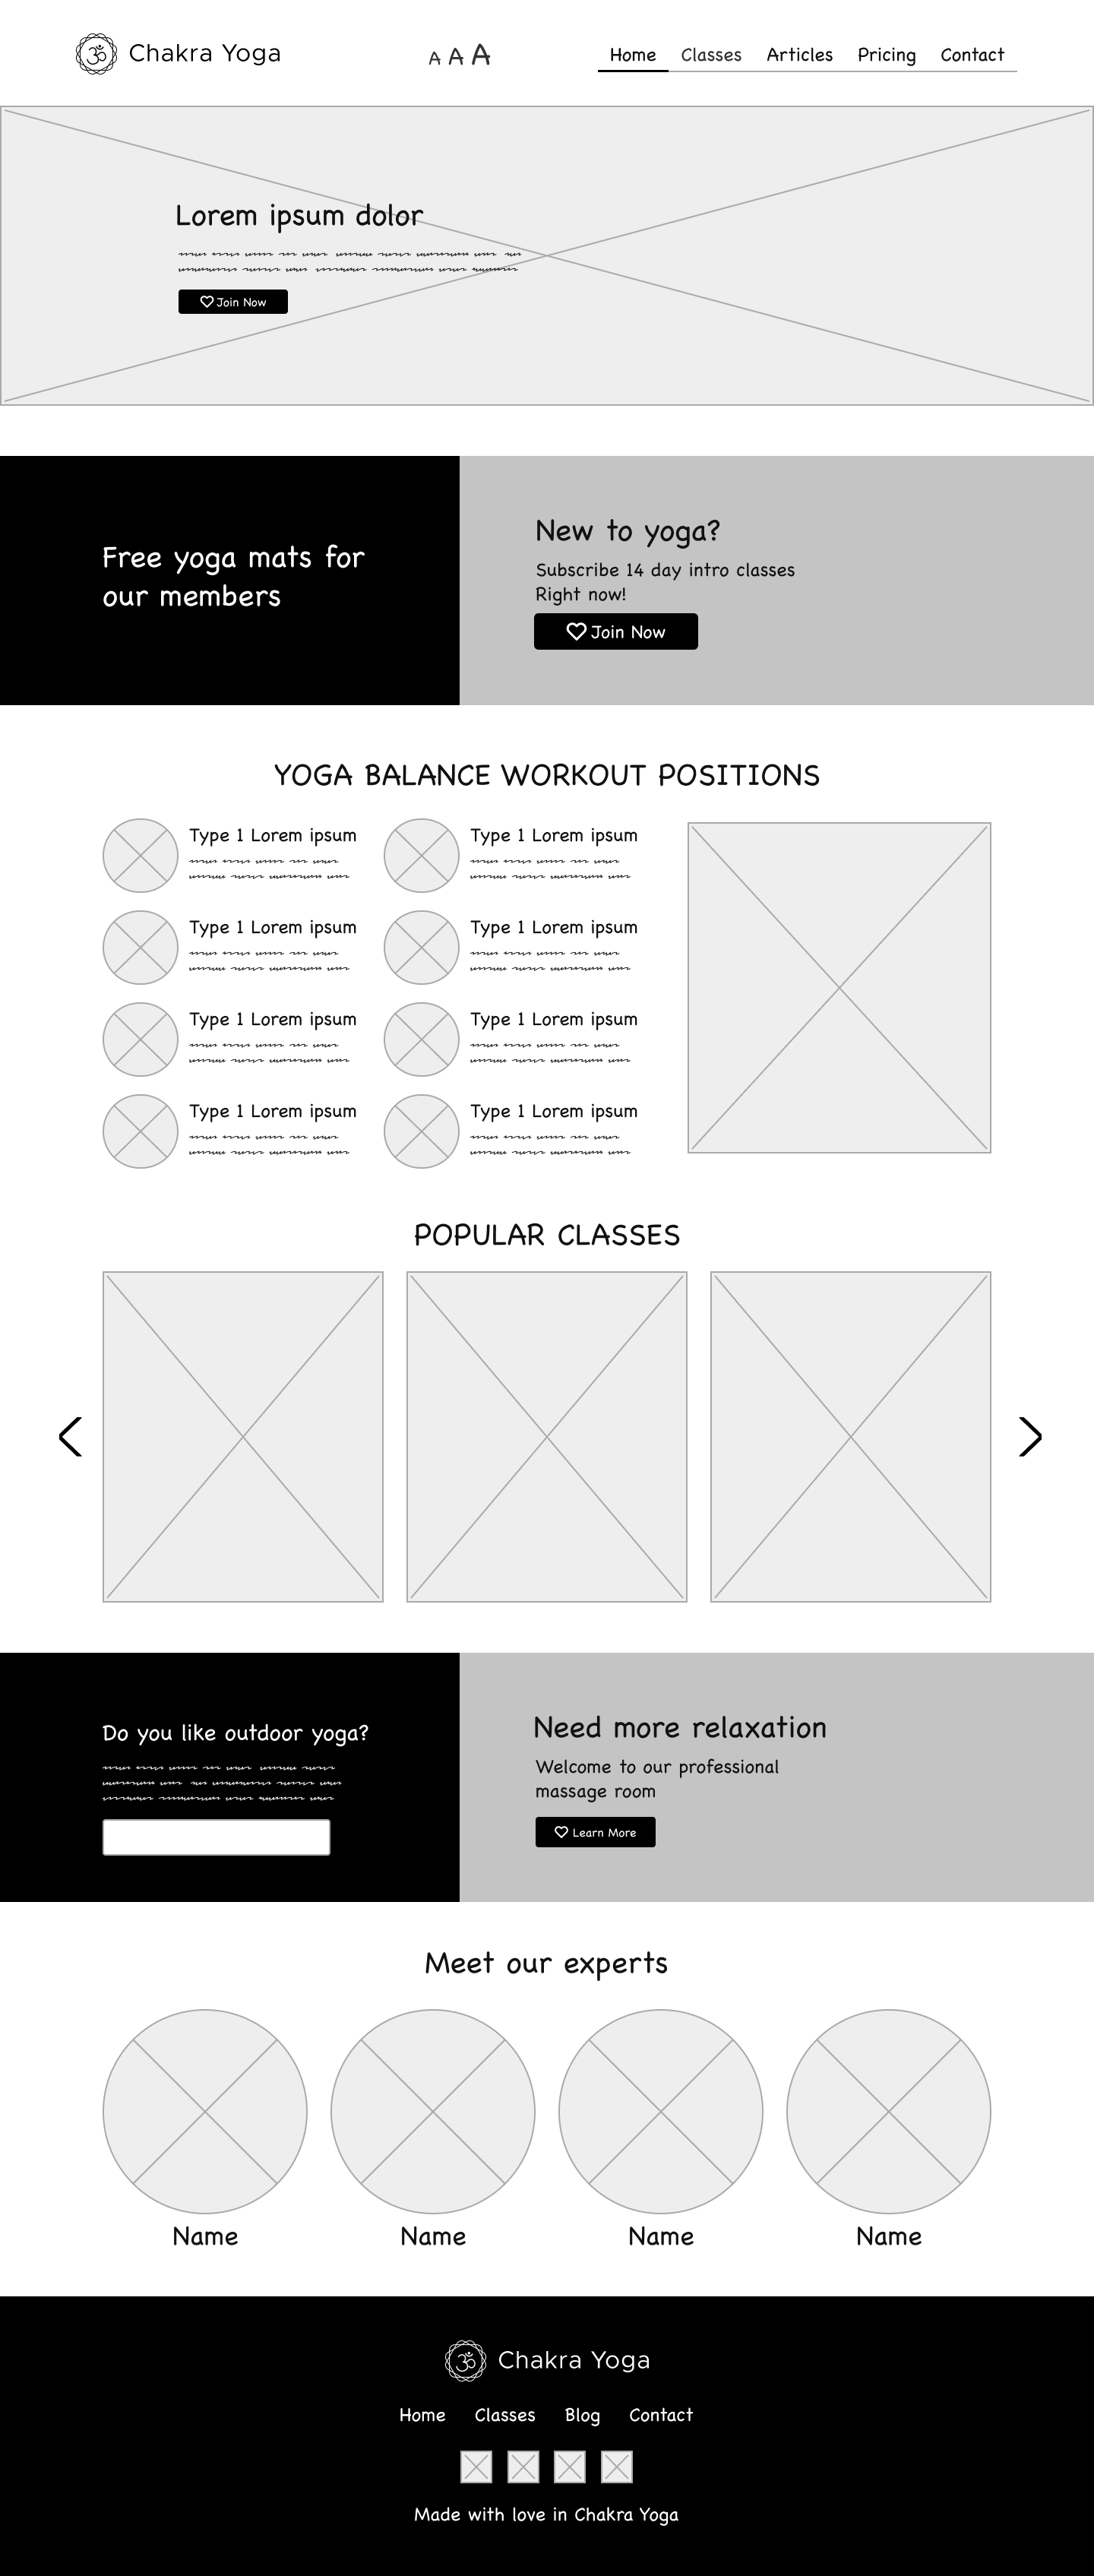 ॐ Chakra Yoga
A A A
Home Classes Articles Pricing Contact
Lorem ipsum dolor
Join Now
Free yoga mats for
our members
New to yoga?
Subscribe 14 day intro classes
Right now!
Join Now
YOGA BALANCE WORKOUT POSITIONS
Type 1 Lorem ipsum
Type 1 Lorem ipsum
Type 1 Lorem ipsum
Type 1 Lorem ipsum
Type 1 Lorem ipsum
Type 1 Lorem ipsum
Type 1 Lorem ipsum
Type 1 Lorem ipsum
POPULAR CLASSES
Do you like outdoor yoga?
Need more relaxation
Welcome to our professional
massage room
Learn More
Meet our experts
Name
Name
Name
Name
ॐ Chakra Yoga
Home Classes Blog Contact
Made with love in Chakra Yoga